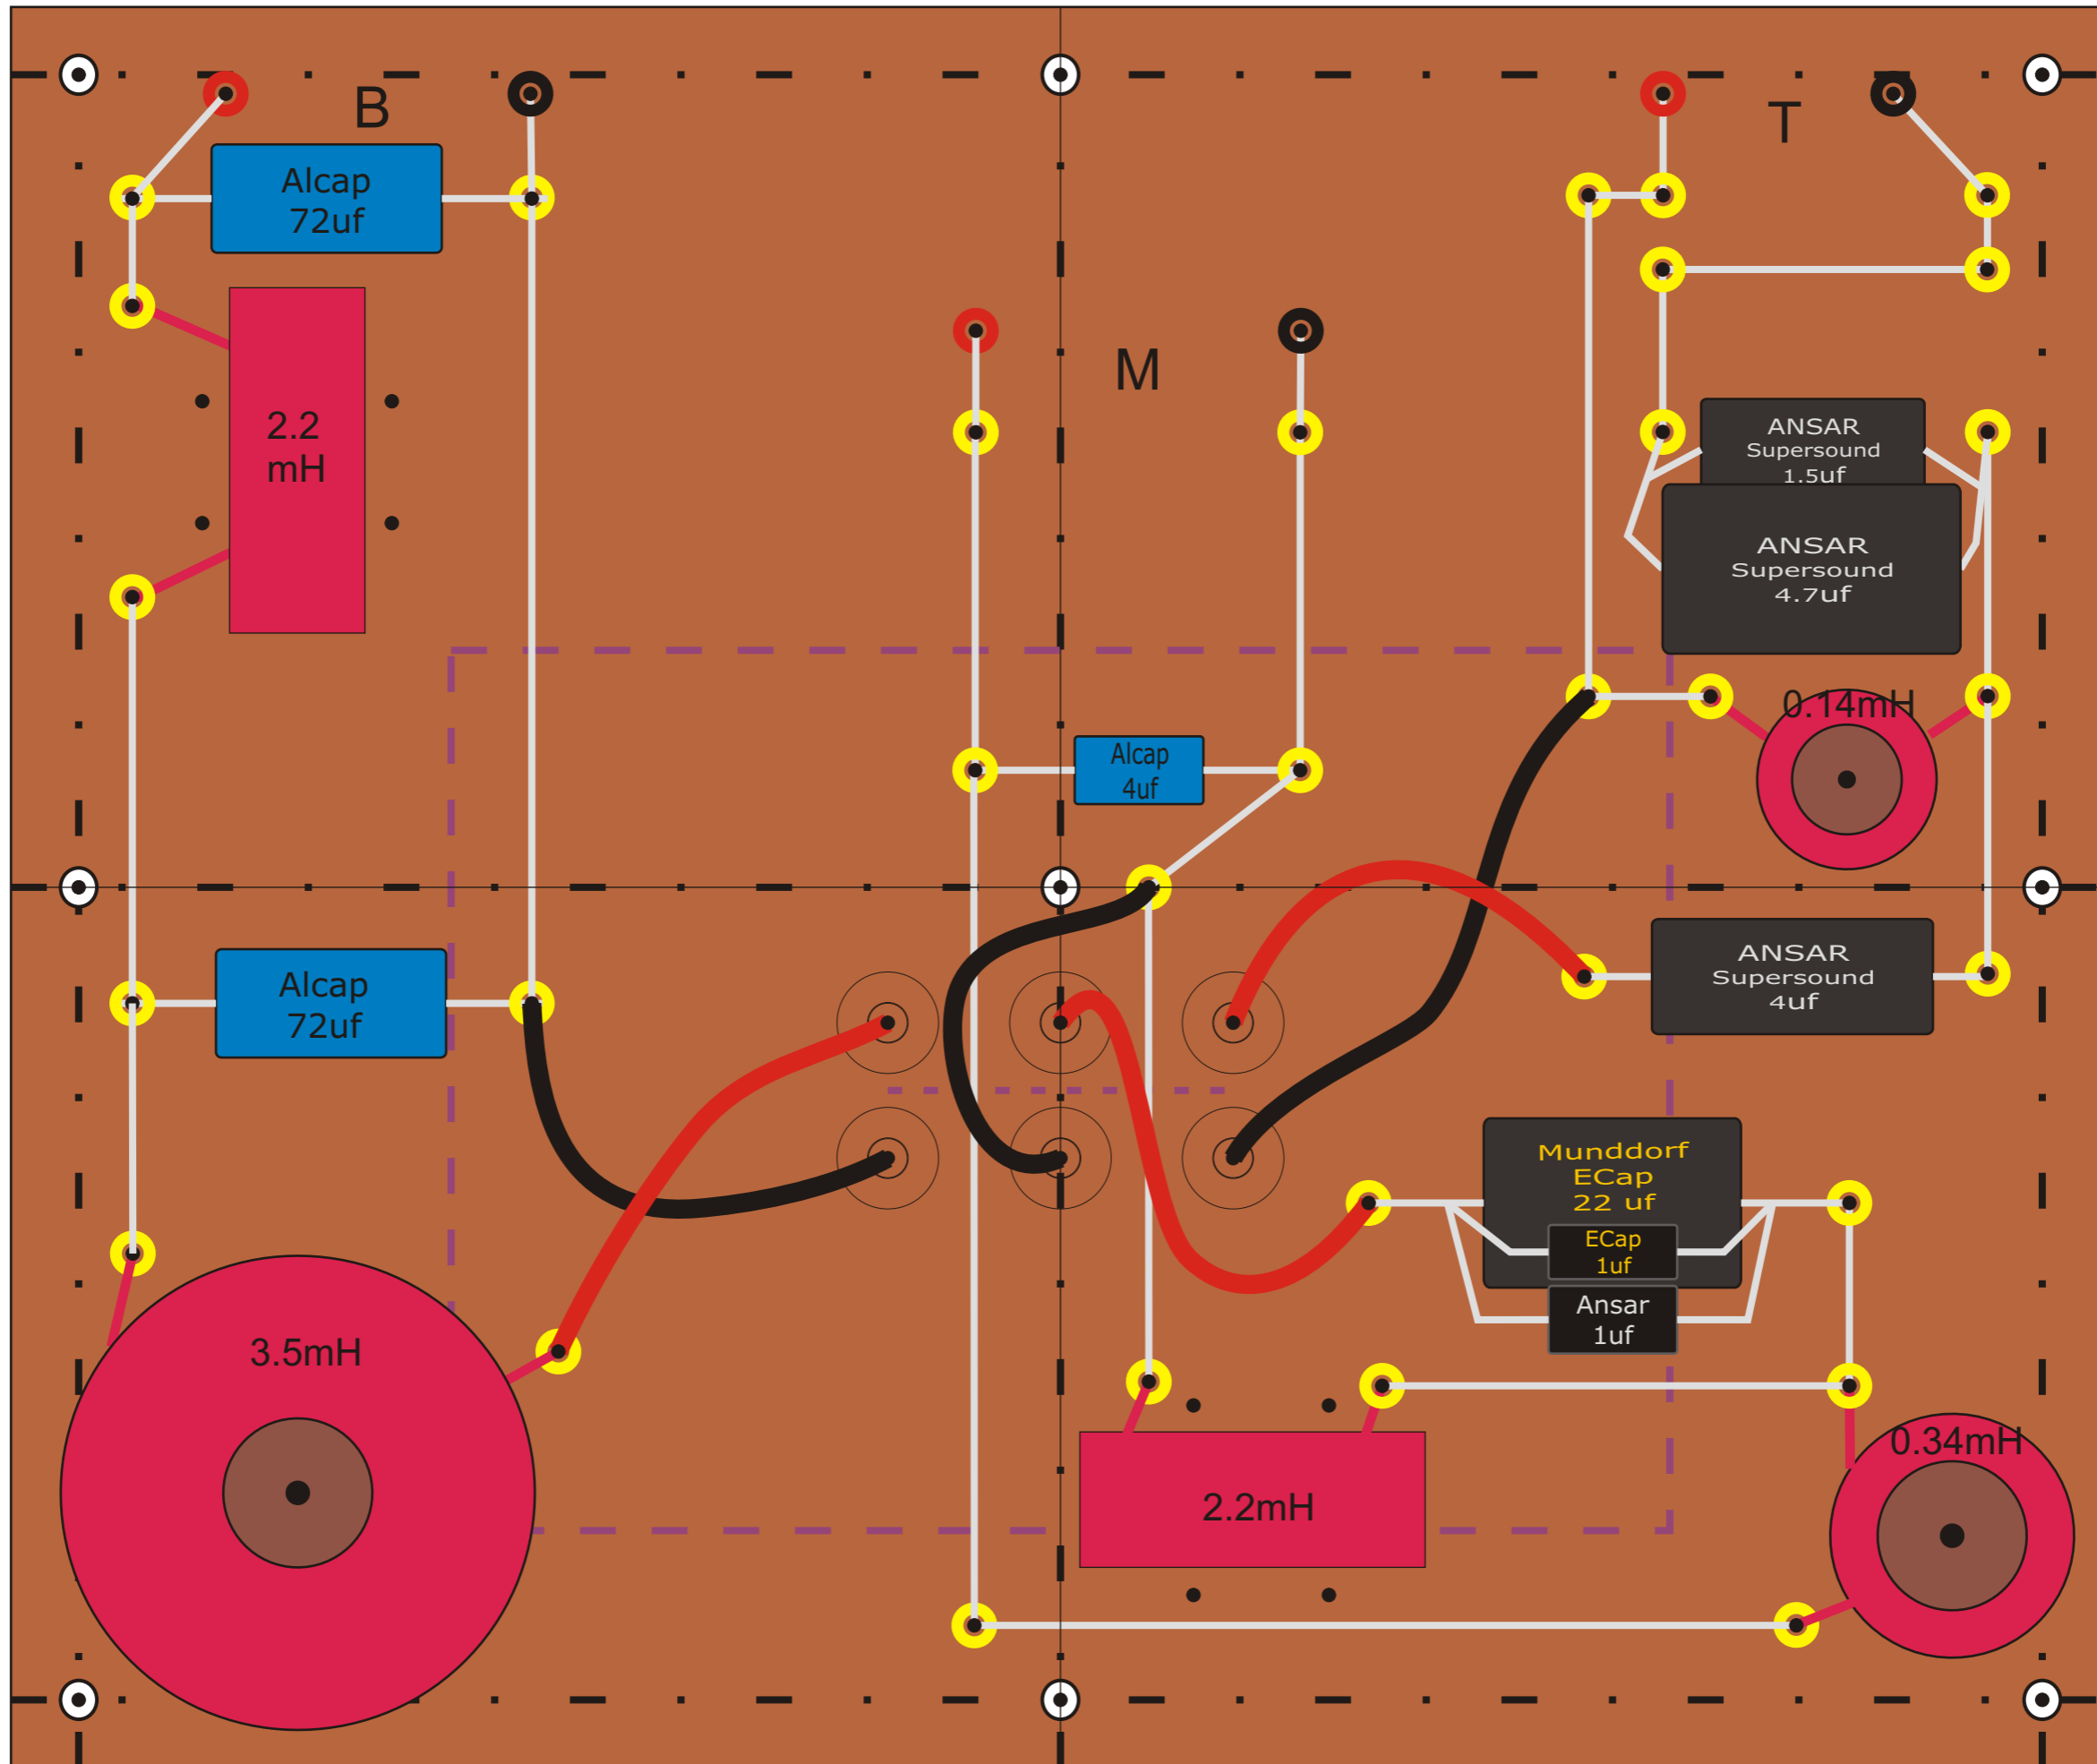 B
T
Alcap
72uf
M
2.2
mH
ANSAR
Supersound
1.5uf
ANSAR
Supersound
4.7uf
0.14mH
Alcap
4uf
Alcap
72uf
ANSAR
Supersound
4uf
Munddorf
ECap
22 uf
ECap
1uf
Ansar
1uf
3.5mH
2.2mH
0.34mH